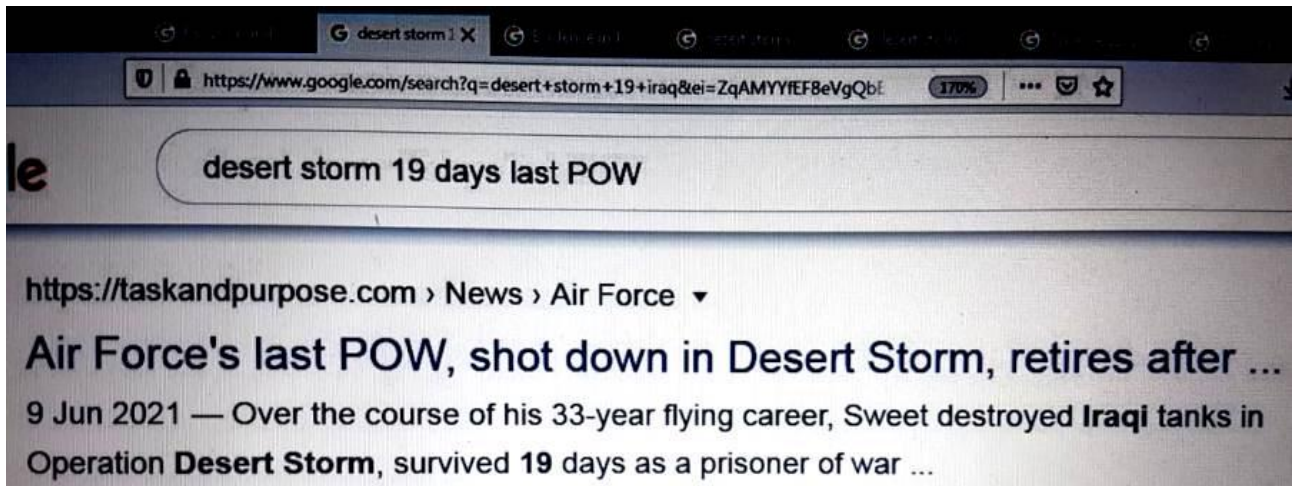 desert storm 1
https://www.google.com/search?q=desert+storm+19+iraq&ei=ZqAMYYfEF8eVgQbE
170%
le
desert storm 19 days last POW
https://taskandpurpose.com › News › Air Force
Air Force's last POW, shot down in Desert Storm, retires after ...
9 Jun 2021 — Over the course of his 33-year flying career, Sweet destroyed Iraqi tanks in
Operation Desert Storm, survived 19 days as a prisoner of war ...